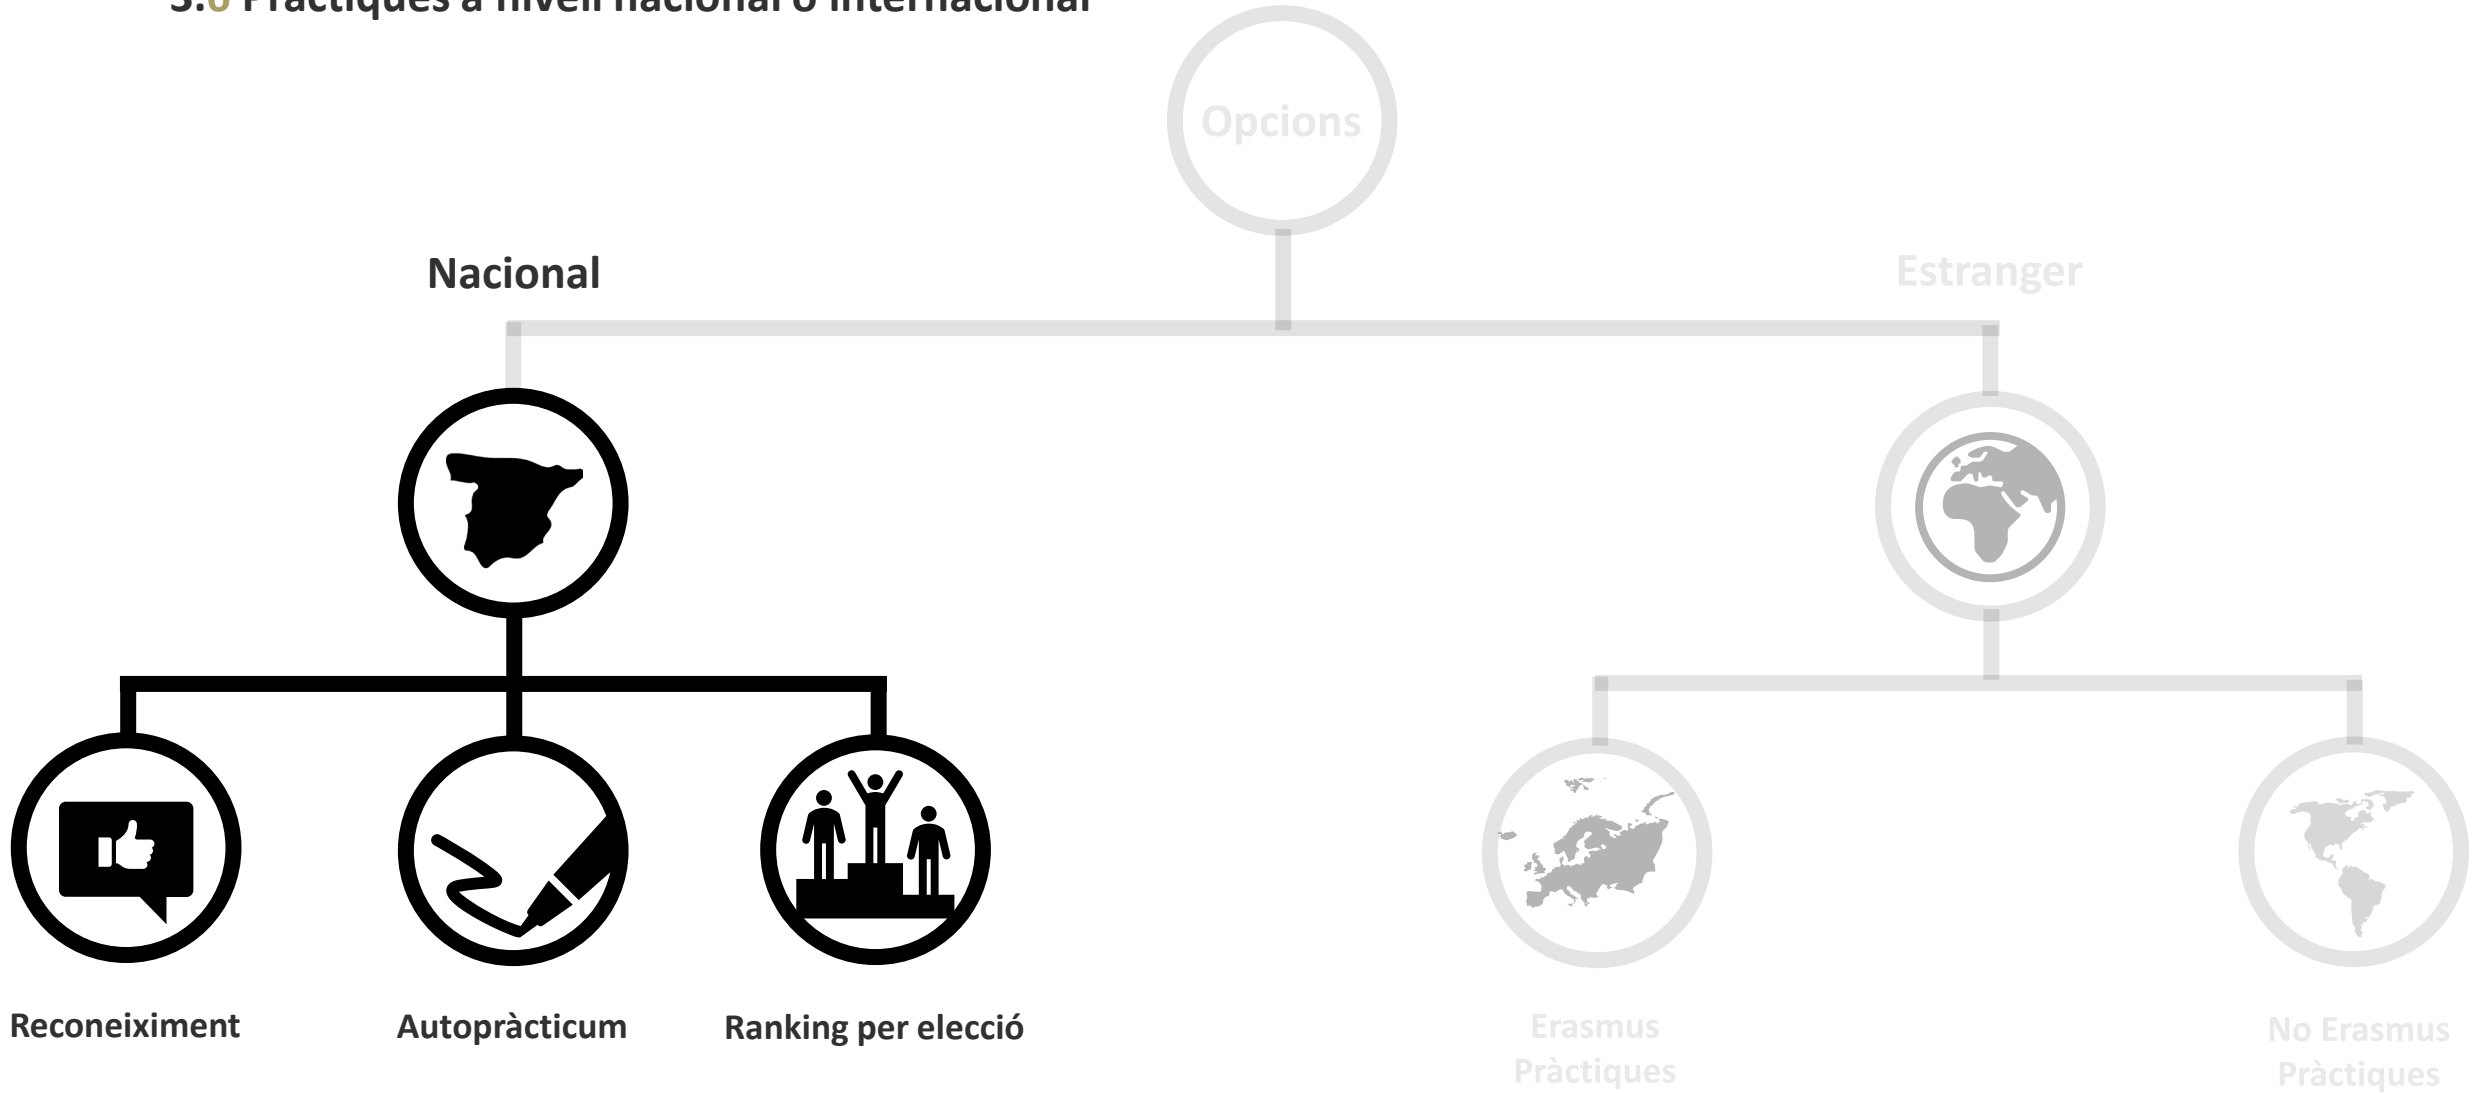 3.6 Pràctiques a nivell nacional o internacional
Opcions
Nacional
Estranger
Reconeiximent
Autopràcticum
Ranking per elecció
Erasmus
Pràctiques
No Erasmus
Pràctiques